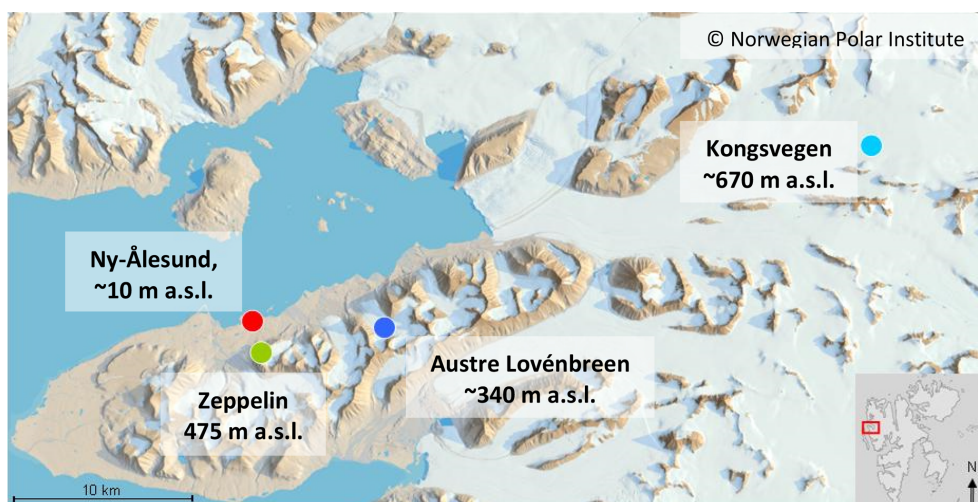 © Norwegian Polar Institute
Kongsvegen
~670 m a.s.l.
Ny-Ålesund,
~10 m a.s.l.
Austre Lovénbreen
~340 m a.s.l.
Zeppelin
475 m a.s.l.
10 km
N